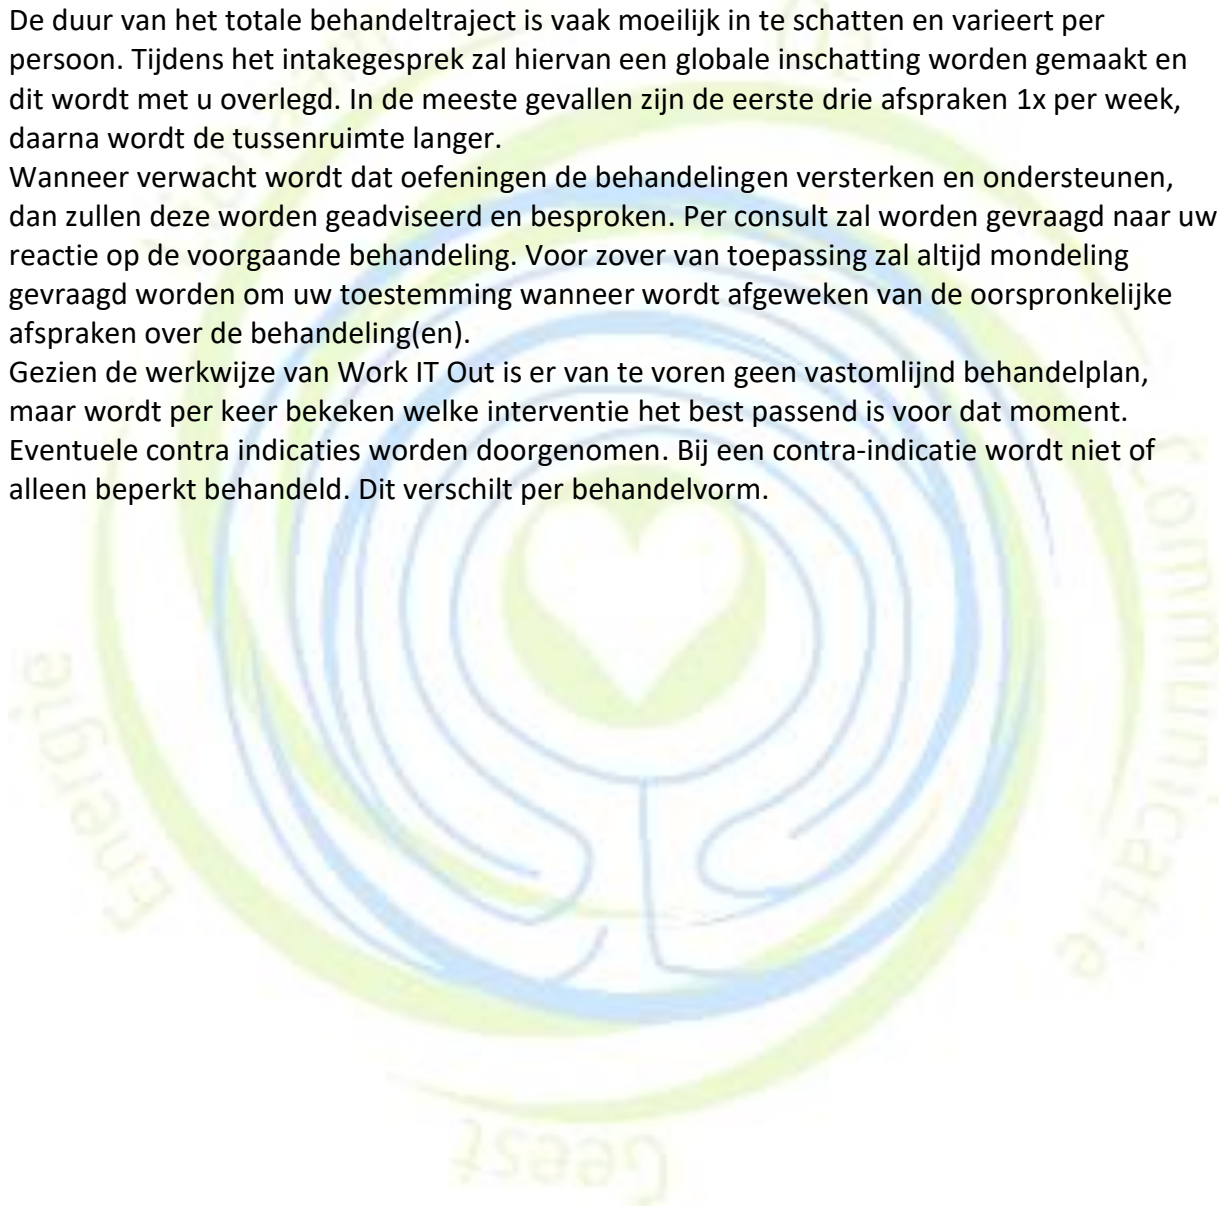 De duur van het totale behandeltraject is vaak moeilijk in te schatten en varieert per
persoon. Tijdens het intakegesprek zal hiervan een globale inschatting worden gemaakt en
dit wordt met u overlegd. In de meeste gevallen zijn de eerste drie afspraken 1x per week,
daarna wordt de tussenruimte langer.
Wanneer verwacht wordt dat oefeningen de behandelingen versterken en ondersteunen,
dan zullen deze worden geadviseerd en besproken. Per consult zal worden gevraagd naar uw
reactie op de voorgaande behandeling. Voor zover van toepassing zal altijd mondeling
gevraagd worden om uw toestemming wanneer wordt afgeweken van de oorspronkelijke
afspraken over de behandeling(en).
Gezien de werkwijze van Work IT Out is er van te voren geen vastomlijnd behandelplan,
maar wordt per keer bekeken welke interventie het best passend is voor dat moment.
Eventuele contra indicaties worden doorgenomen. Bij een contra-indicatie wordt niet of
alleen beperkt behandeld. Dit verschilt per behandelvorm.
Communicatie
Energie
Geest